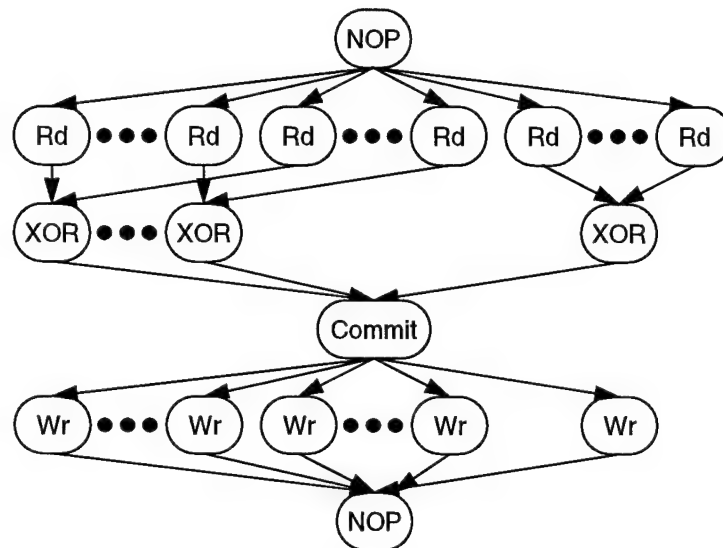 NOP
Rd Rd Rd Rd Rd Rd
XOR XOR XOR
Commit
Wr Wr Wr Wr Wr
NOP